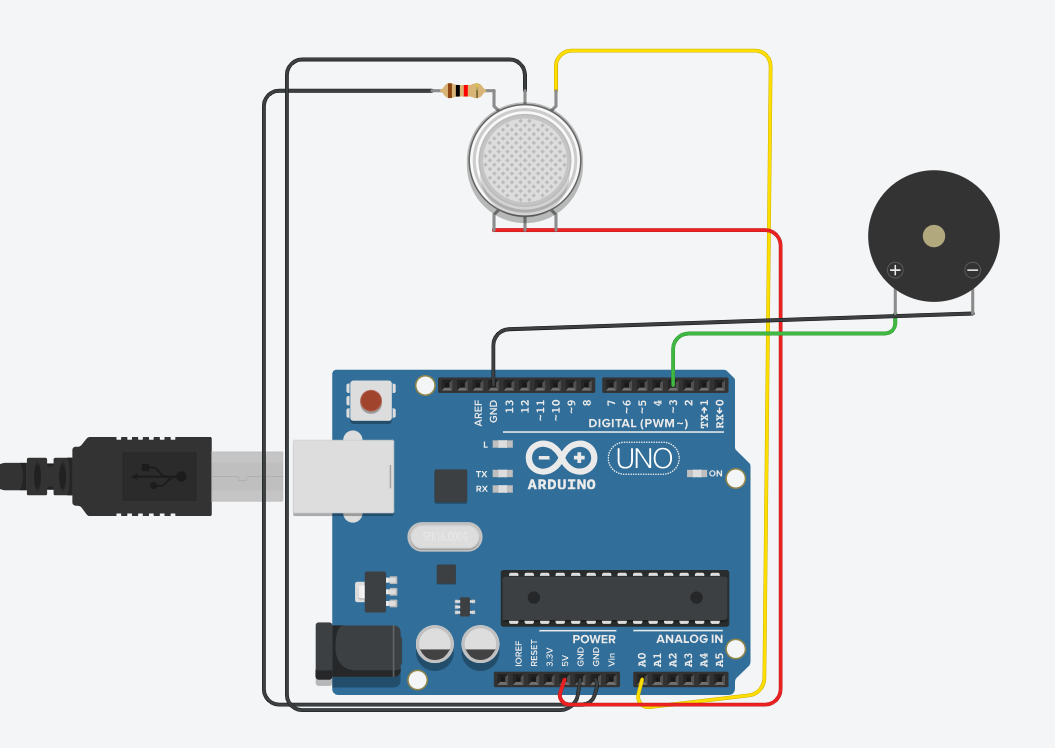 + −
AREF
GND
13
12
~11
~10
~9
8
7
~6
~5
4
~3
2
TX→1
RX←0
DIGITAL (PWM~)
L
TX
RX
ARDUINO
UNO
ON
POWER
ANALOG IN
IOREF
RESET
3.3V
5V
GND
GND
Vin
A0
A1
A2
A3
A4
A5